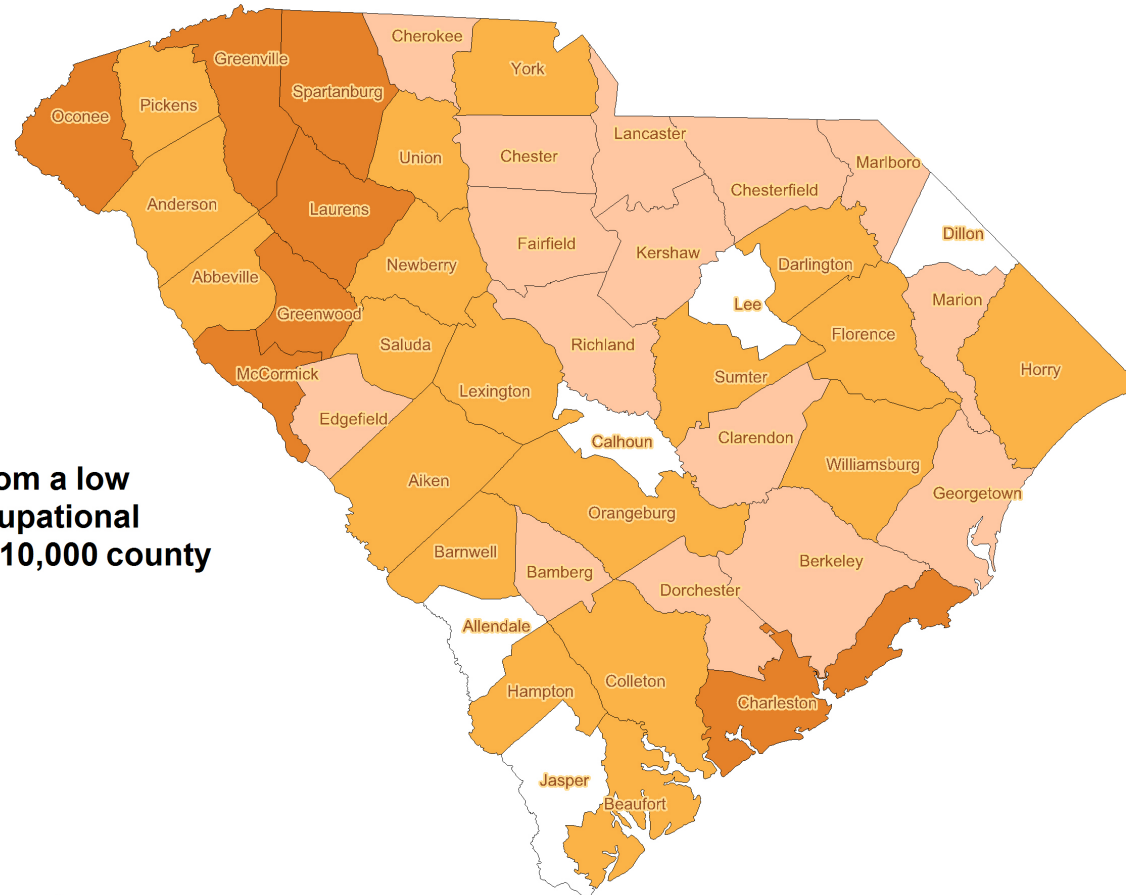 Cherokee
Greenville
York
Spartanburg
Pickens
Oconee
Lancaster
Union
Chester
Marlboro
Chesterfield
Anderson
Laurens
Dillon
Fairfield
Kershaw
Newberry
Darlington
Abbeville
Marion
Lee
Greenwood
Florence
Saluda
Richland
Horry
McCormick
Sumter
Lexington
Edgefield
Calhoun
Clarendon
Williamsburg
om a low
Aiken
Georgetown
upational
Orangeburg
10,000 county
Barnwell
Berkeley
Bamberg
Dorchester
Allendale
Colleton
Hampton
Charleston
Jasper
Beaufort